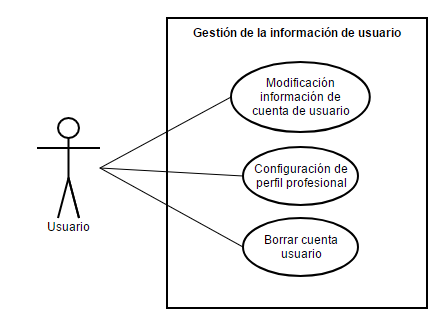 Gestión de la información de usuario
Modificación
información de
cuenta de usuario
Configuración de
perfil profesional
Usuario
Borrar cuenta
usuario